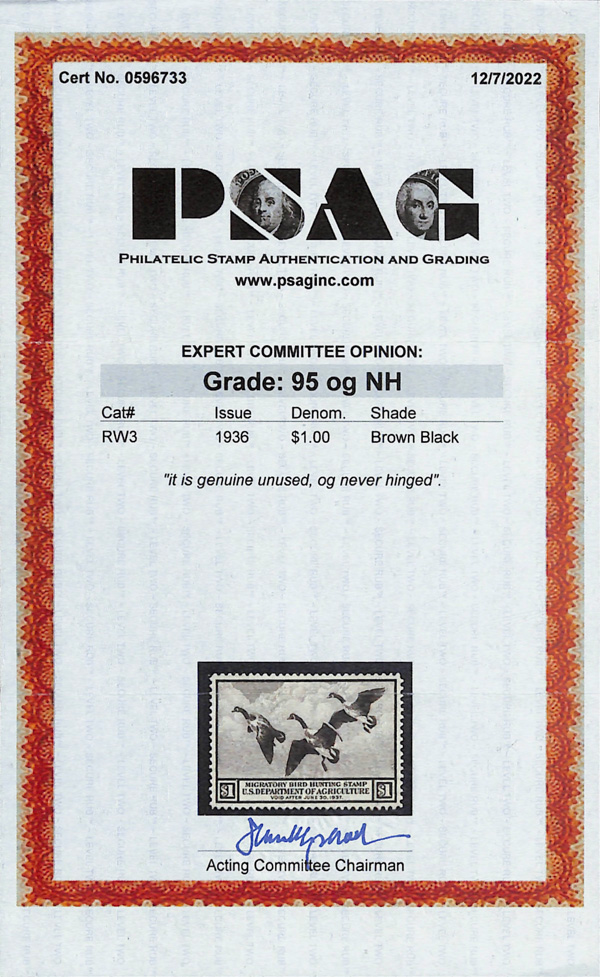 Cert No. 0596733 12/7/2022
PSAG
PHILATELIC STAMP AUTHENTICATION AND GRADING
www.psaginc.com
EXPERT COMMITTEE OPINION:
Grade: 95 og NH
Cat# Issue Denom. Shade
RW3 1936 $1.00 Brown Black
"it is genuine unused, og never hinged".
MIGRATORY BIRD HUNTING STAMP
$1 U.S. DEPARTMENT OF AGRICULTURE $1
VOID AFTER JUNE 30, 1937.
Acting Committee Chairman